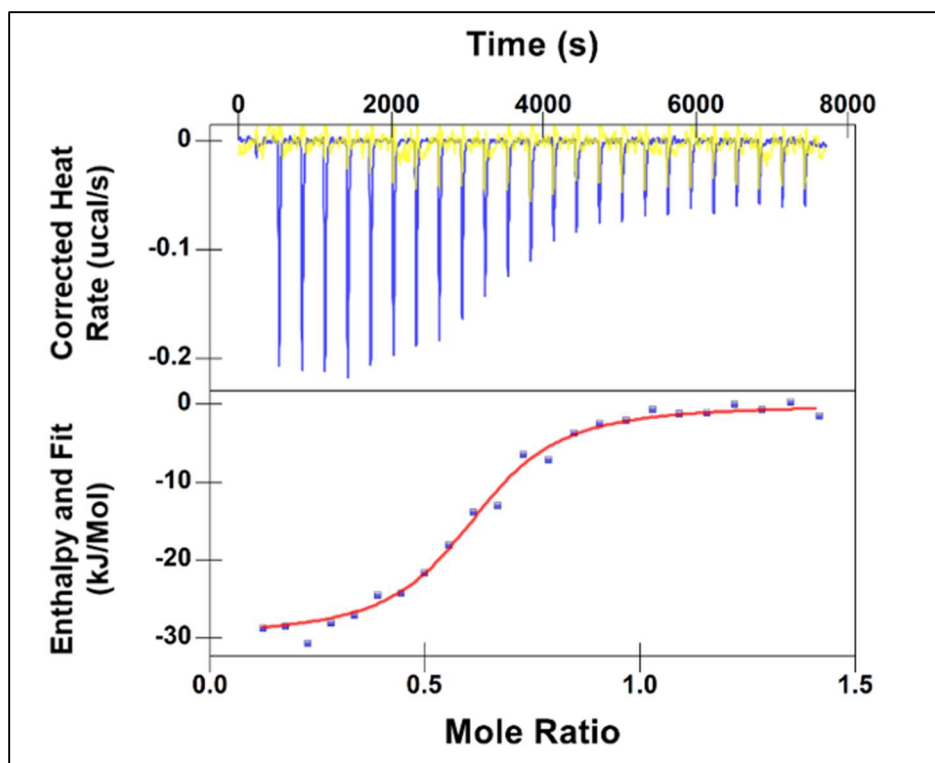 Time (s)
0 2000 4000 6000 8000
Corrected Heat
Rate (ucal/s)
0
-0.1
-0.2
Enthalpy and Fit
(kJ/Mol)
0
-10
-20
-30
0.0 0.5 1.0 1.5
Mole Ratio